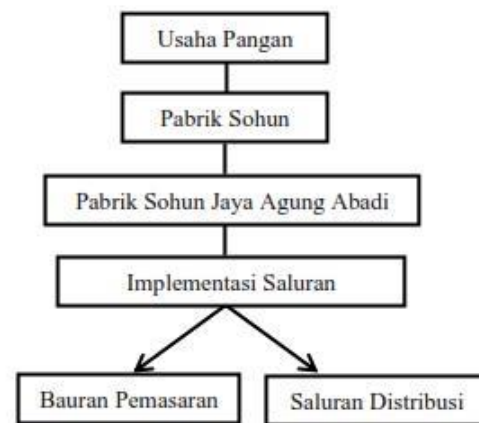 Usaha Pangan
Pabrik Sohun
Pabrik Sohun Jaya Agung Abadi
Implementasi Saluran
Bauran Pemasaran
Saluran Distribusi